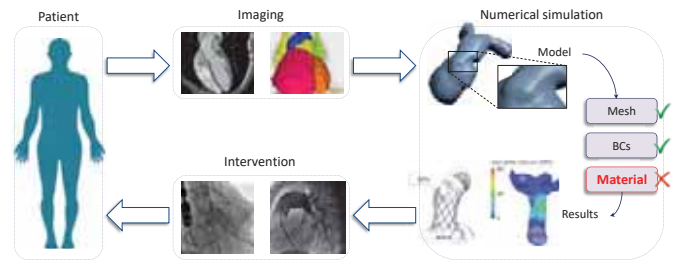 Patient
Imaging
Numerical simulation
Model
Mesh
BCs
Intervention
Material
Results